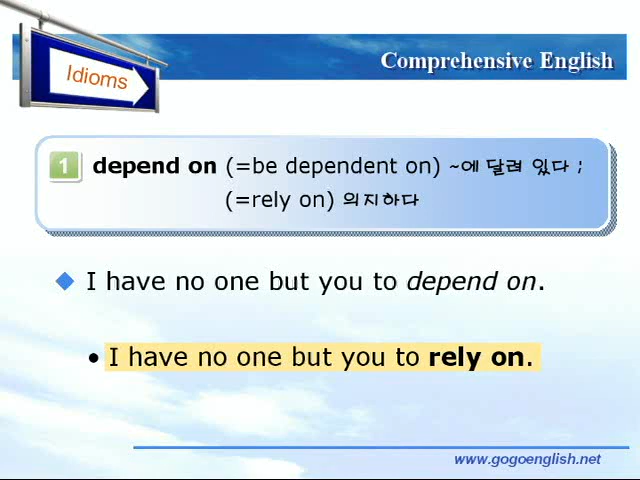 Idioms
Comprehensive English
1 depend on (=be dependent on) ~에 달려 있다 ;
(=rely on) 의지하다
I have no one but you to depend on.
• I have no one but you to rely on.
www.gogoenglish.net